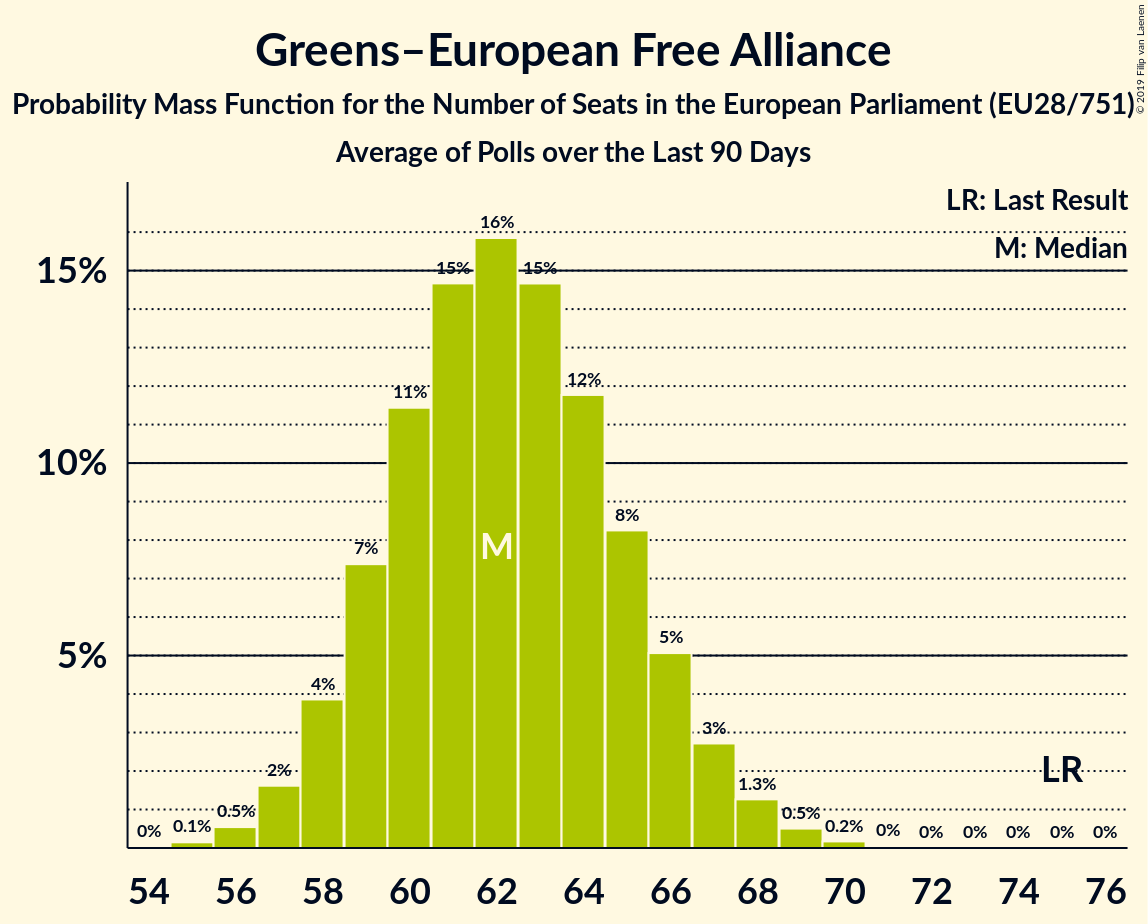 Greens–European Free Alliance
Probability Mass Function for the Number of Seats in the European Parliament (EU28/751)
Average of Polls over the Last 90 Days
© 2019 Filip van Laenen
LR: Last Result
M: Median
15%
10%
5%
0%
0.1%
0.5%
2%
4%
7%
11%
15%
16%
15%
12%
8%
5%
3%
1.3%
0.5%
0.2%
0%
0%
0%
0%
0%
0%
M
LR
54 56 58 60 62 64 66 68 70 72 74 76